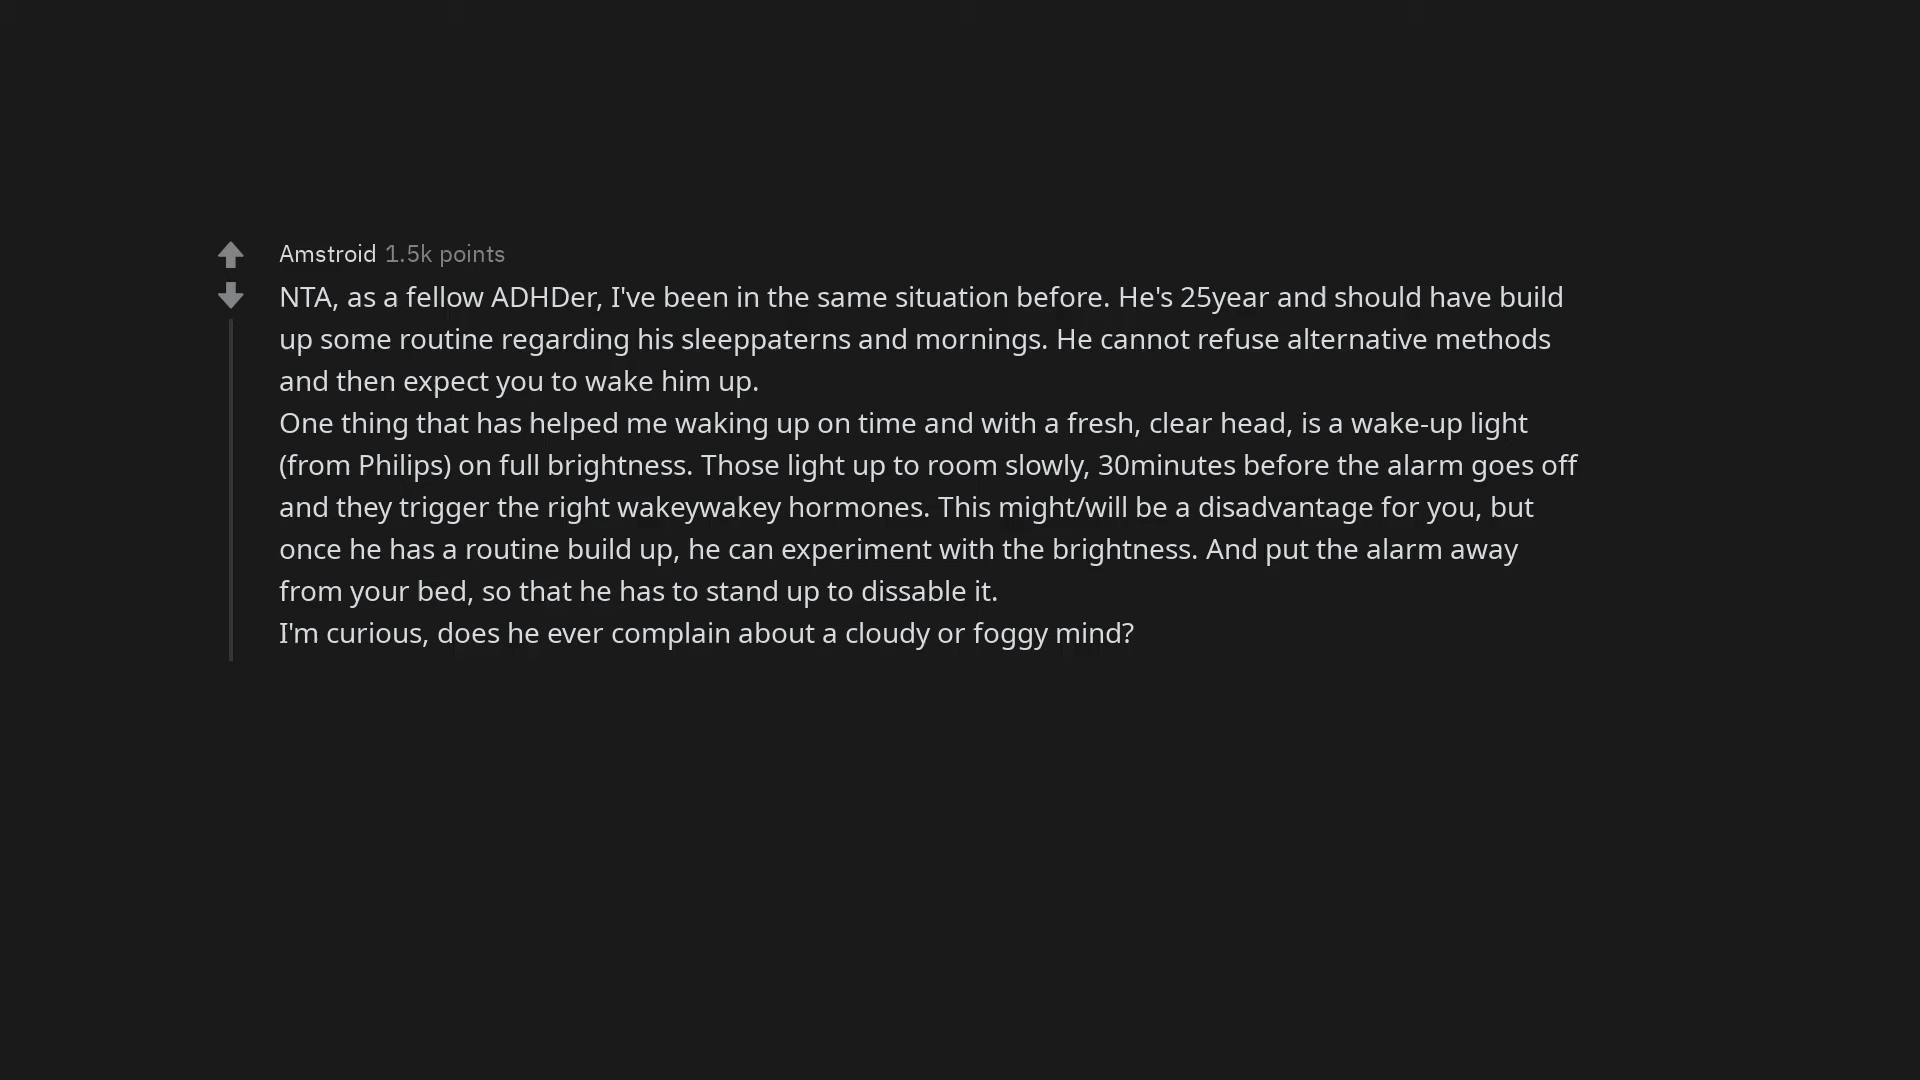 Amstroid 1.5k points
NTA, as a fellow ADHDer, I've been in the same situation before. He's 25year and should have build
up some routine regarding his sleeppaterns and mornings. He cannot refuse alternative methods
and then expect you to wake him up.
One thing that has helped me waking up on time and with a fresh, clear head, is a wake-up light
(from Philips) on full brightness. Those light up to room slowly, 30minutes before the alarm goes off
and they trigger the right wakeywakey hormones. This might/will be a disadvantage for you, but
once he has a routine build up, he can experiment with the brightness. And put the alarm away
from your bed, so that he has to stand up to dissable it.
I'm curious, does he ever complain about a cloudy or foggy mind?